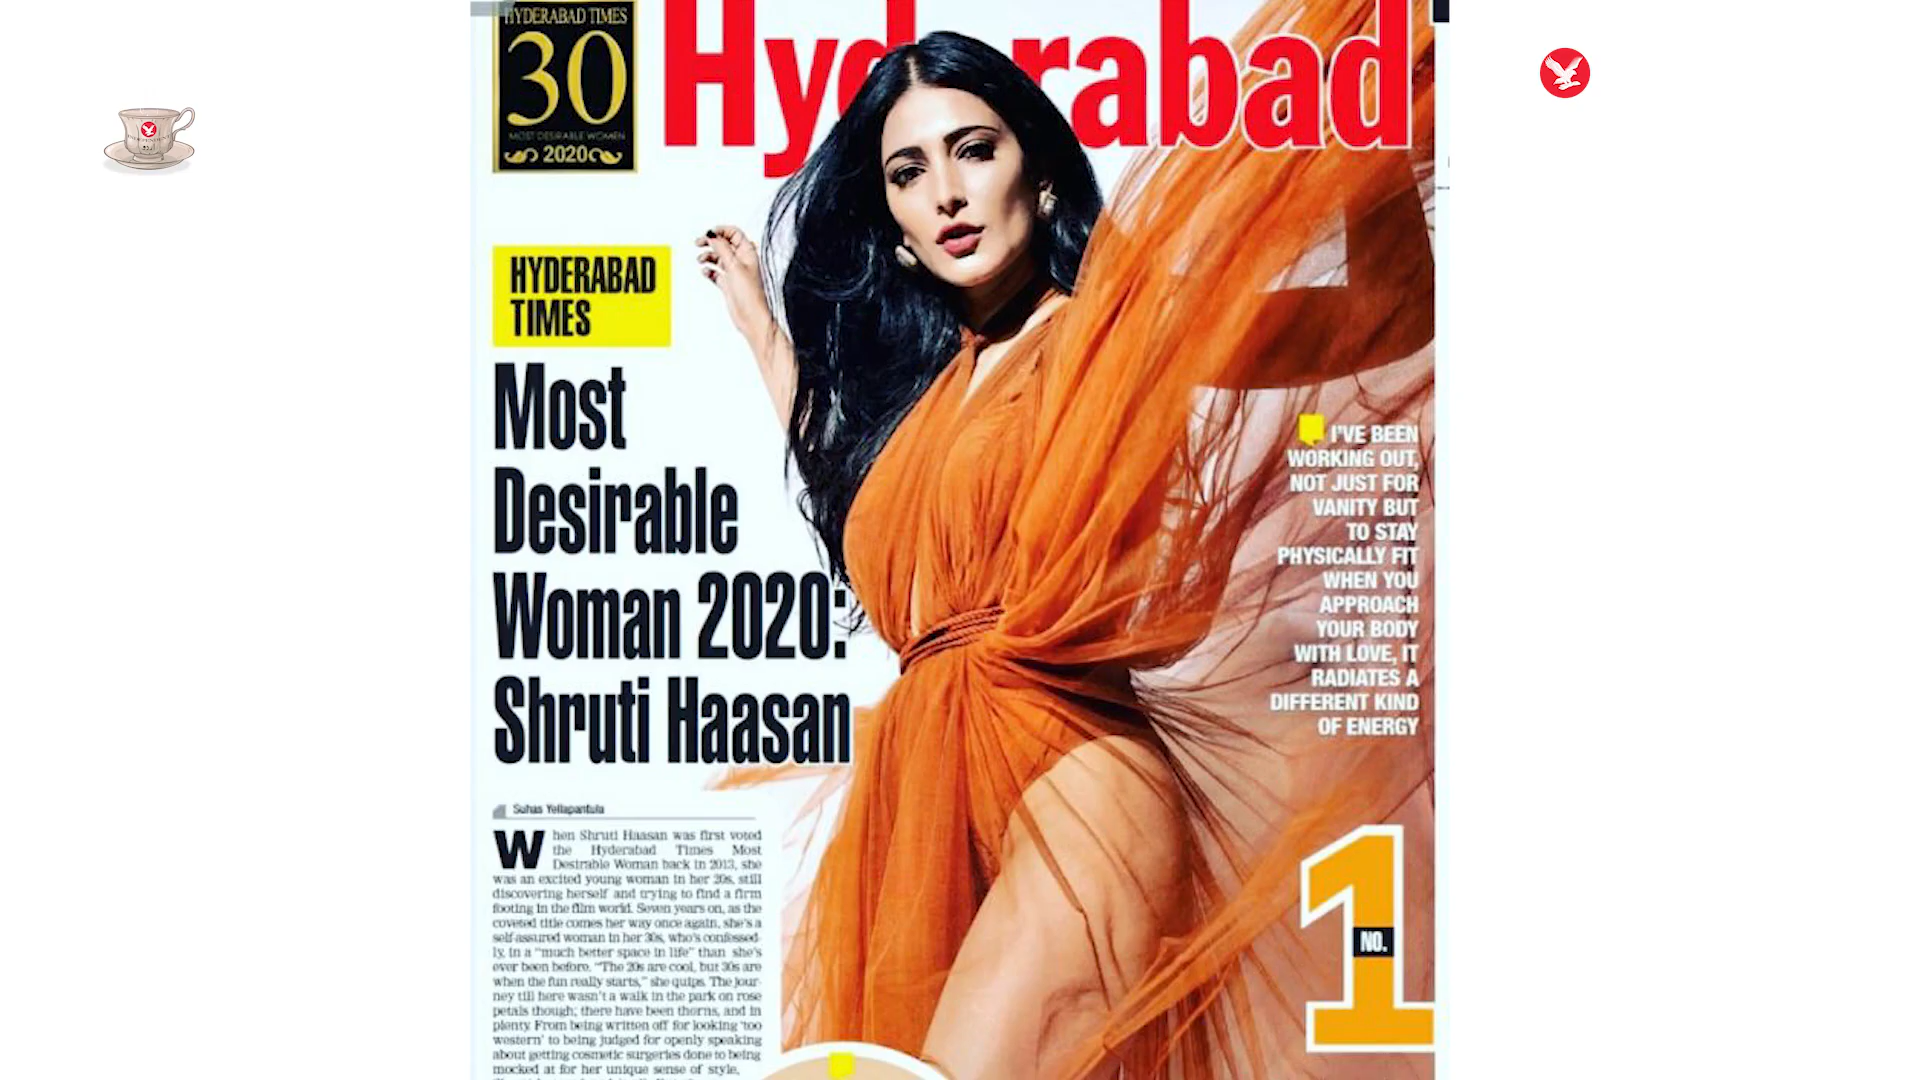 HYDERABAD TIMES
30
MOST DESIRABLE WOMEN
2020
Hyderabad
HYDERABAD
TIMES
Most
Desirable
Woman 2020:
Shruti Haasan
I'VE BEEN
WORKING OUT,
NOT JUST FOR
VANITY BUT
TO STAY
PHYSICALLY FIT
WHEN YOU
APPROACH
YOUR BODY
WITH LOVE, IT
RADIATES A
DIFFERENT KIND
OF ENERGY
Suhas Yellapantula
When Shruti Haasan was first voted
the Hyderabad Times Most
Desirable Woman back in 2013, she
was an excited young woman in her 20s, still
discovering herself and trying to find a firm
footing in the film world. Seven years on, as the
coveted title comes her way once again, she's a
self-assured woman in her 30s, who's confessed-
ly, in a "much better space in life" than she's
ever been before. "The 20s are cool, but 30s are
when the fun really starts," she quips. The jour-
ney till here wasn't a walk in the park on rose
petals though; there have been thorns, and in
plenty. From being written off for looking 'too
western' to being judged for openly speaking
about getting cosmetic surgeries done to being
mocked at for her unique sense of style,
1
NO.